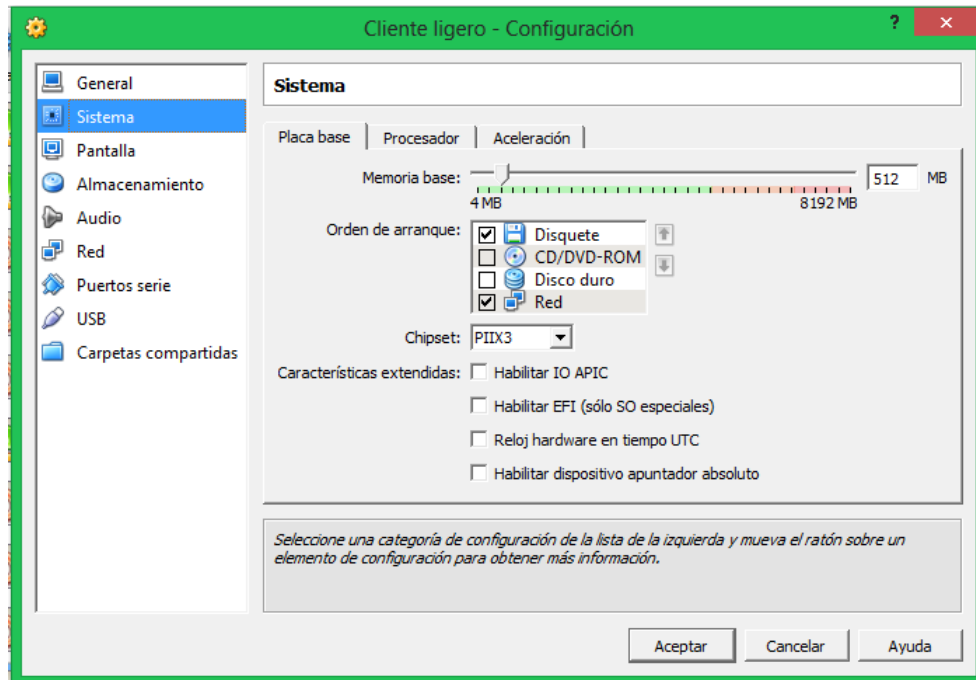 Cliente ligero - Configuración
?
General
Sistema
Pantalla
Almacenamiento
Audio
Red
Puertos serie
USB
Carpetas compartidas
Sistema
Placa base Procesador Aceleración
Memoria base: 512 MB
4 MB 8192 MB
Orden de arranque: Disquete
CD/DVD-ROM
Disco duro
Red
Chipset: PIIX3
Características extendidas: Habilitar IO APIC
Habilitar EFI (sólo SO especiales)
Reloj hardware en tiempo UTC
Habilitar dispositivo apuntador absoluto
Seleccione una categoría de configuración de la lista de la izquierda y mueva el ratón sobre un
elemento de configuración para obtener más información.
Aceptar Cancelar Ayuda